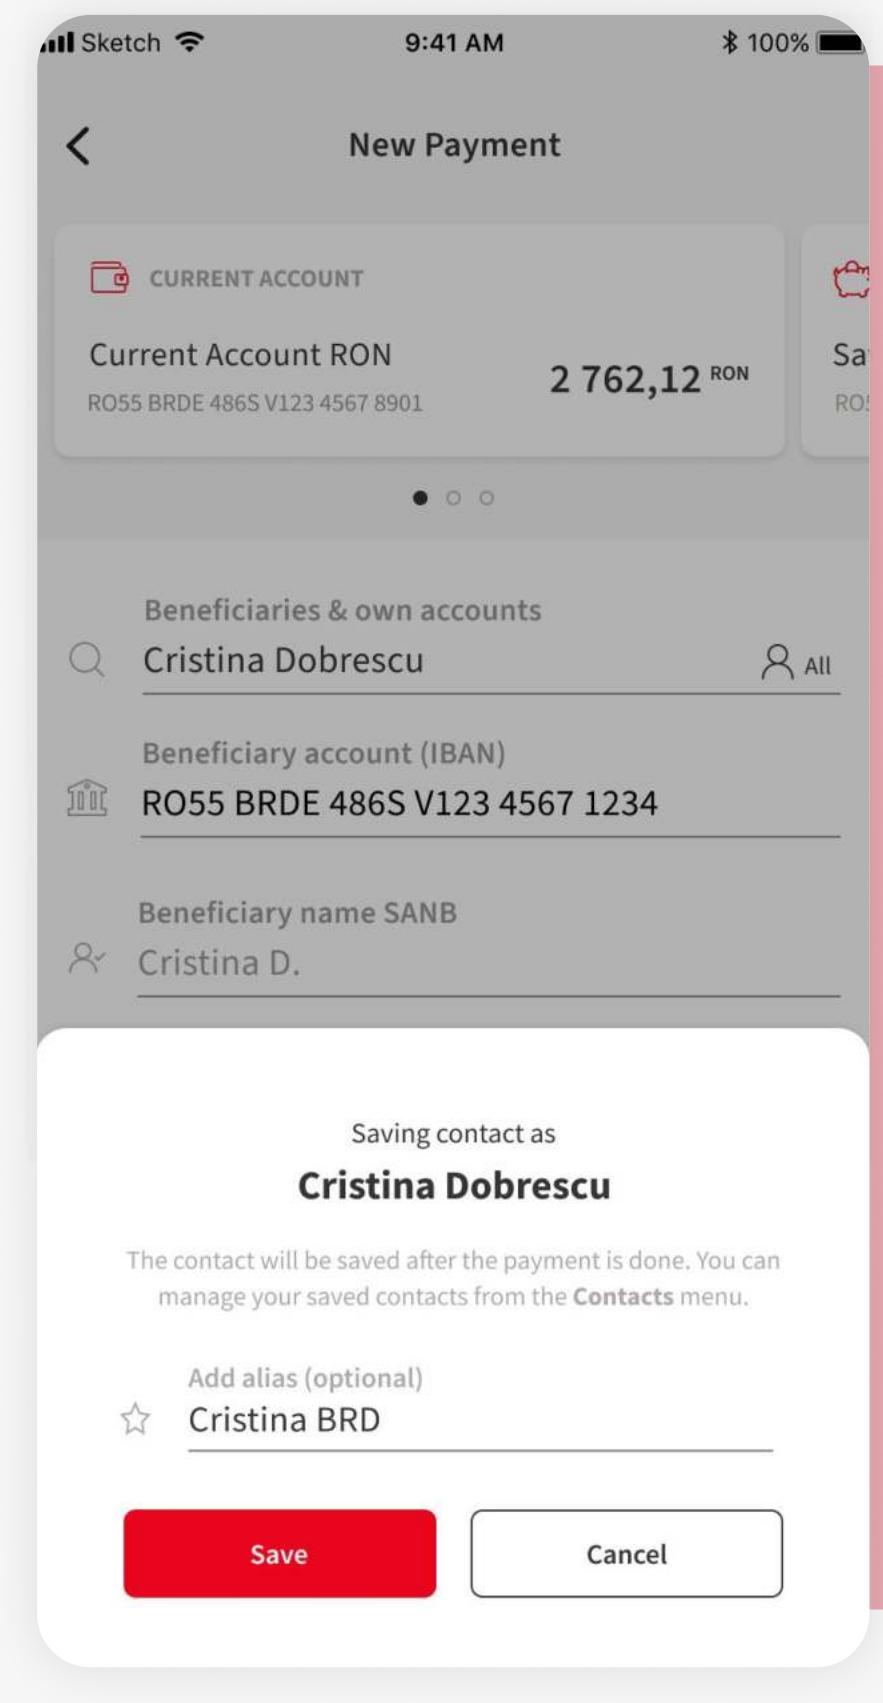 Sketch 9:41 AM 100%
New Payment
CURRENT ACCOUNT
Current Account RON
2 762,12 RON
RO55 BRDE 486S V123 4567 8901
Sa
RO5
Beneficiaries & own accounts
Cristina Dobrescu All
Beneficiary account (IBAN)
RO55 BRDE 486S V123 4567 1234
Beneficiary name SANB
Cristina D.
Saving contact as
Cristina Dobrescu
The contact will be saved after the payment is done. You can
manage your saved contacts from the Contacts menu.
Add alias (optional)
Cristina BRD
Save Cancel